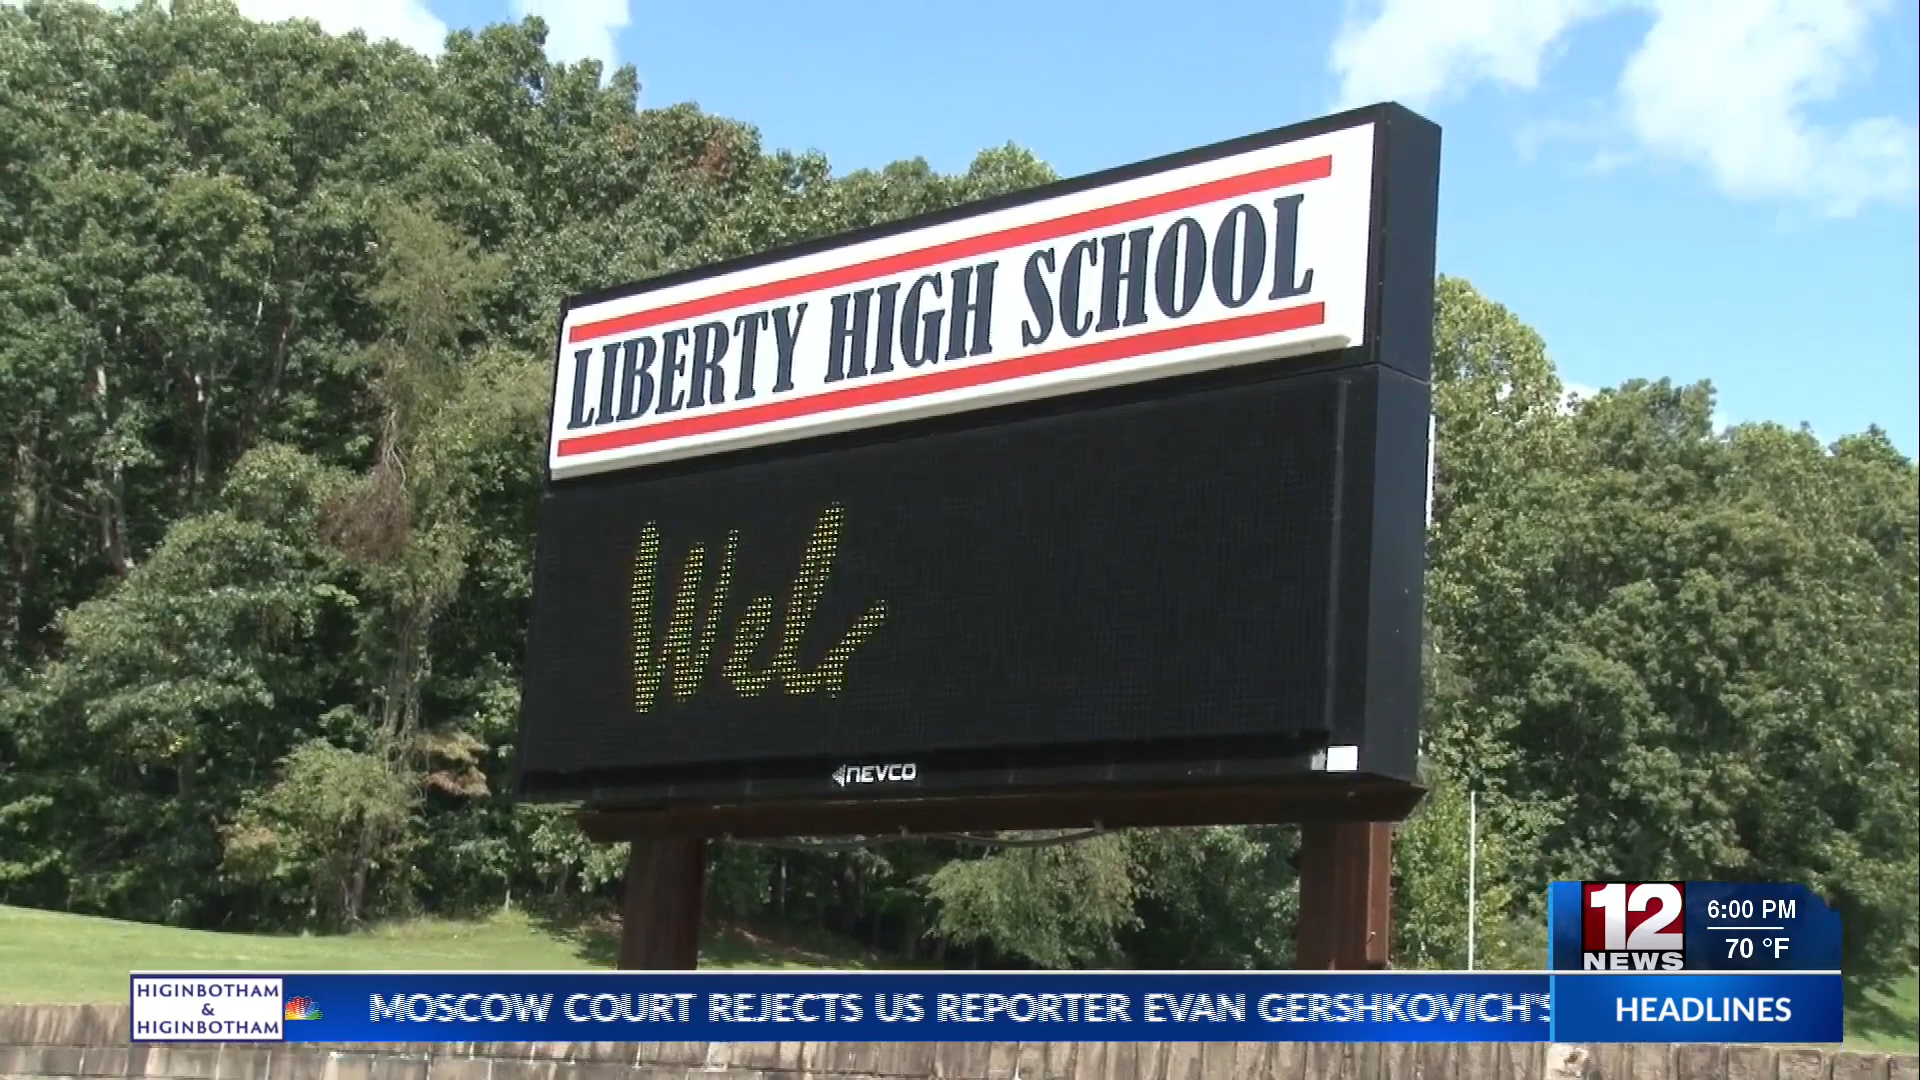 LIBERTY HIGH SCHOOL
Welc
NEVCO
12
NEWS
6:00 PM
70 °F
HIGINBOTHAM
&
HIGINBOTHAM
MOSCOW COURT REJECTS US REPORTER EVAN GERSHKOVICH'S
HEADLINES